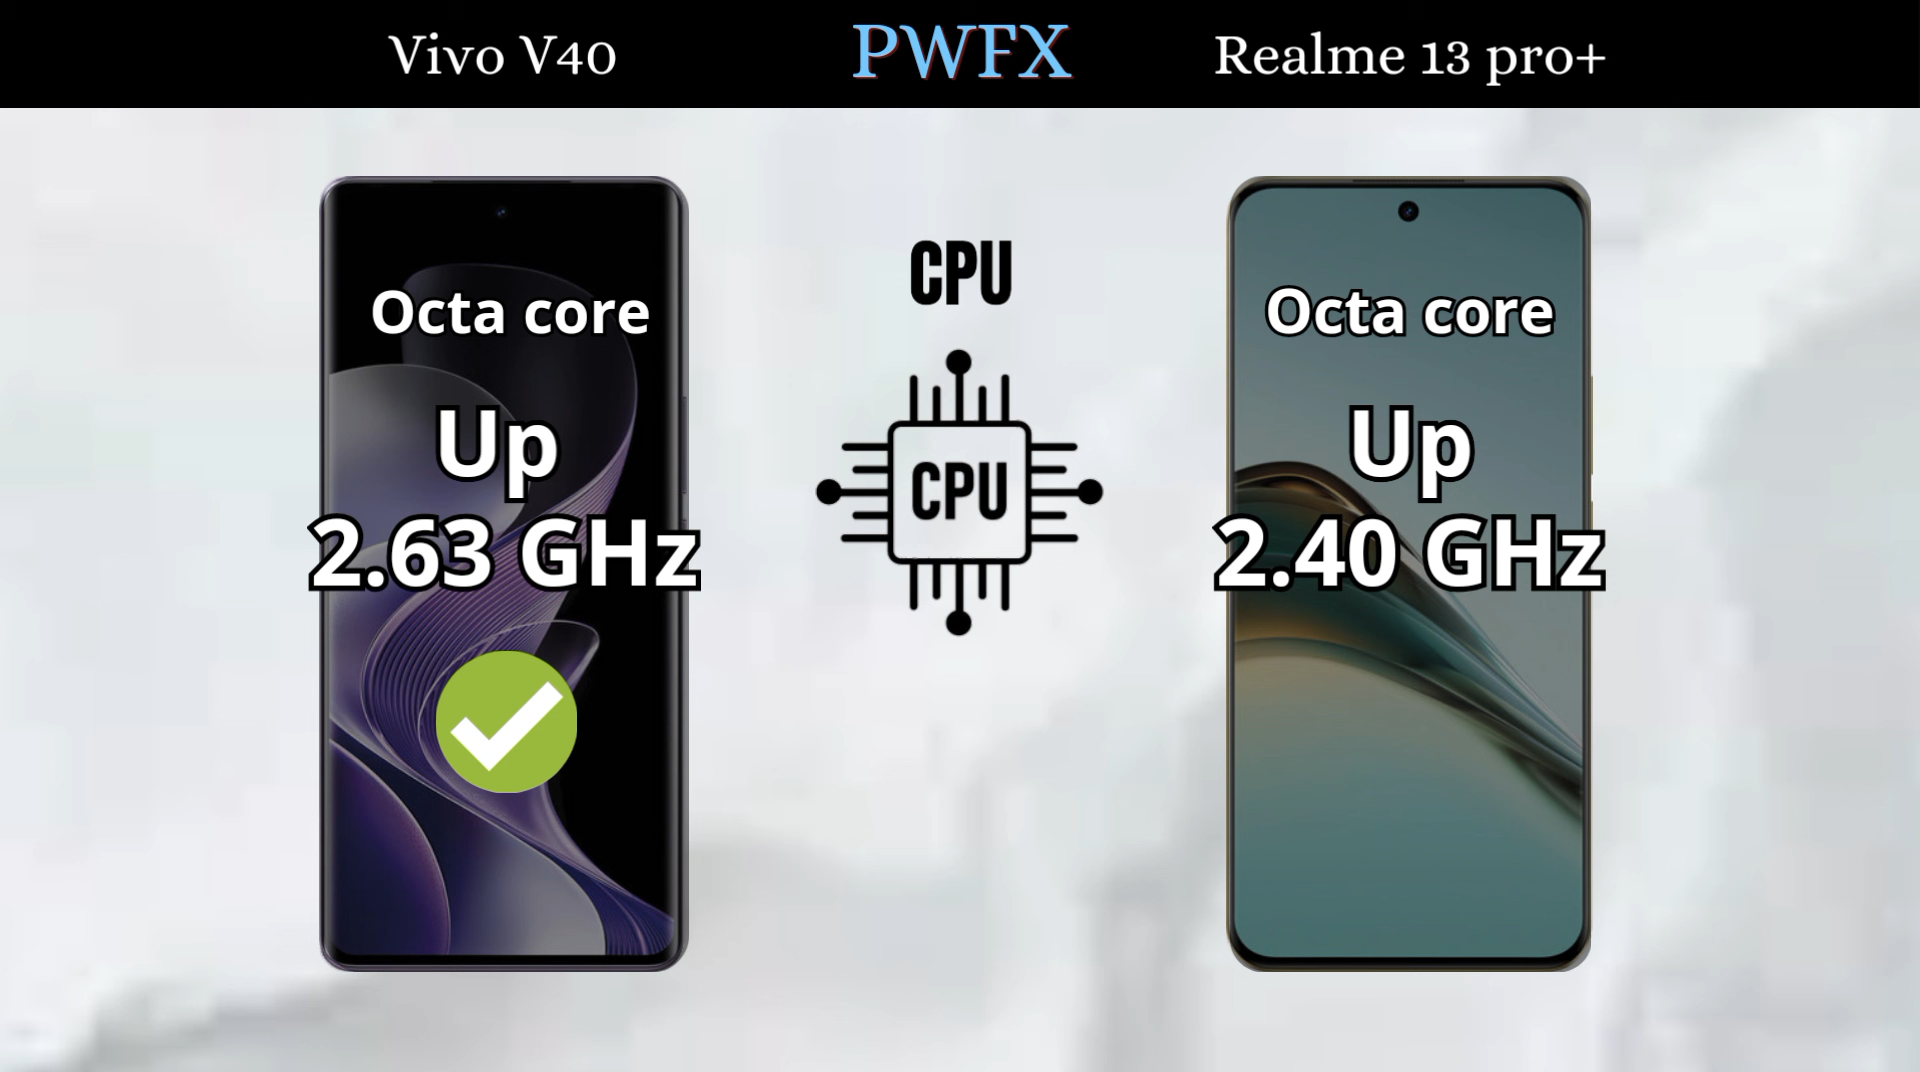 Vivo V40
PWFX
Realme 13 pro+
CPU
Octa core
Up
2.63 GHz
CPU
Octa core
Up
2.40 GHz